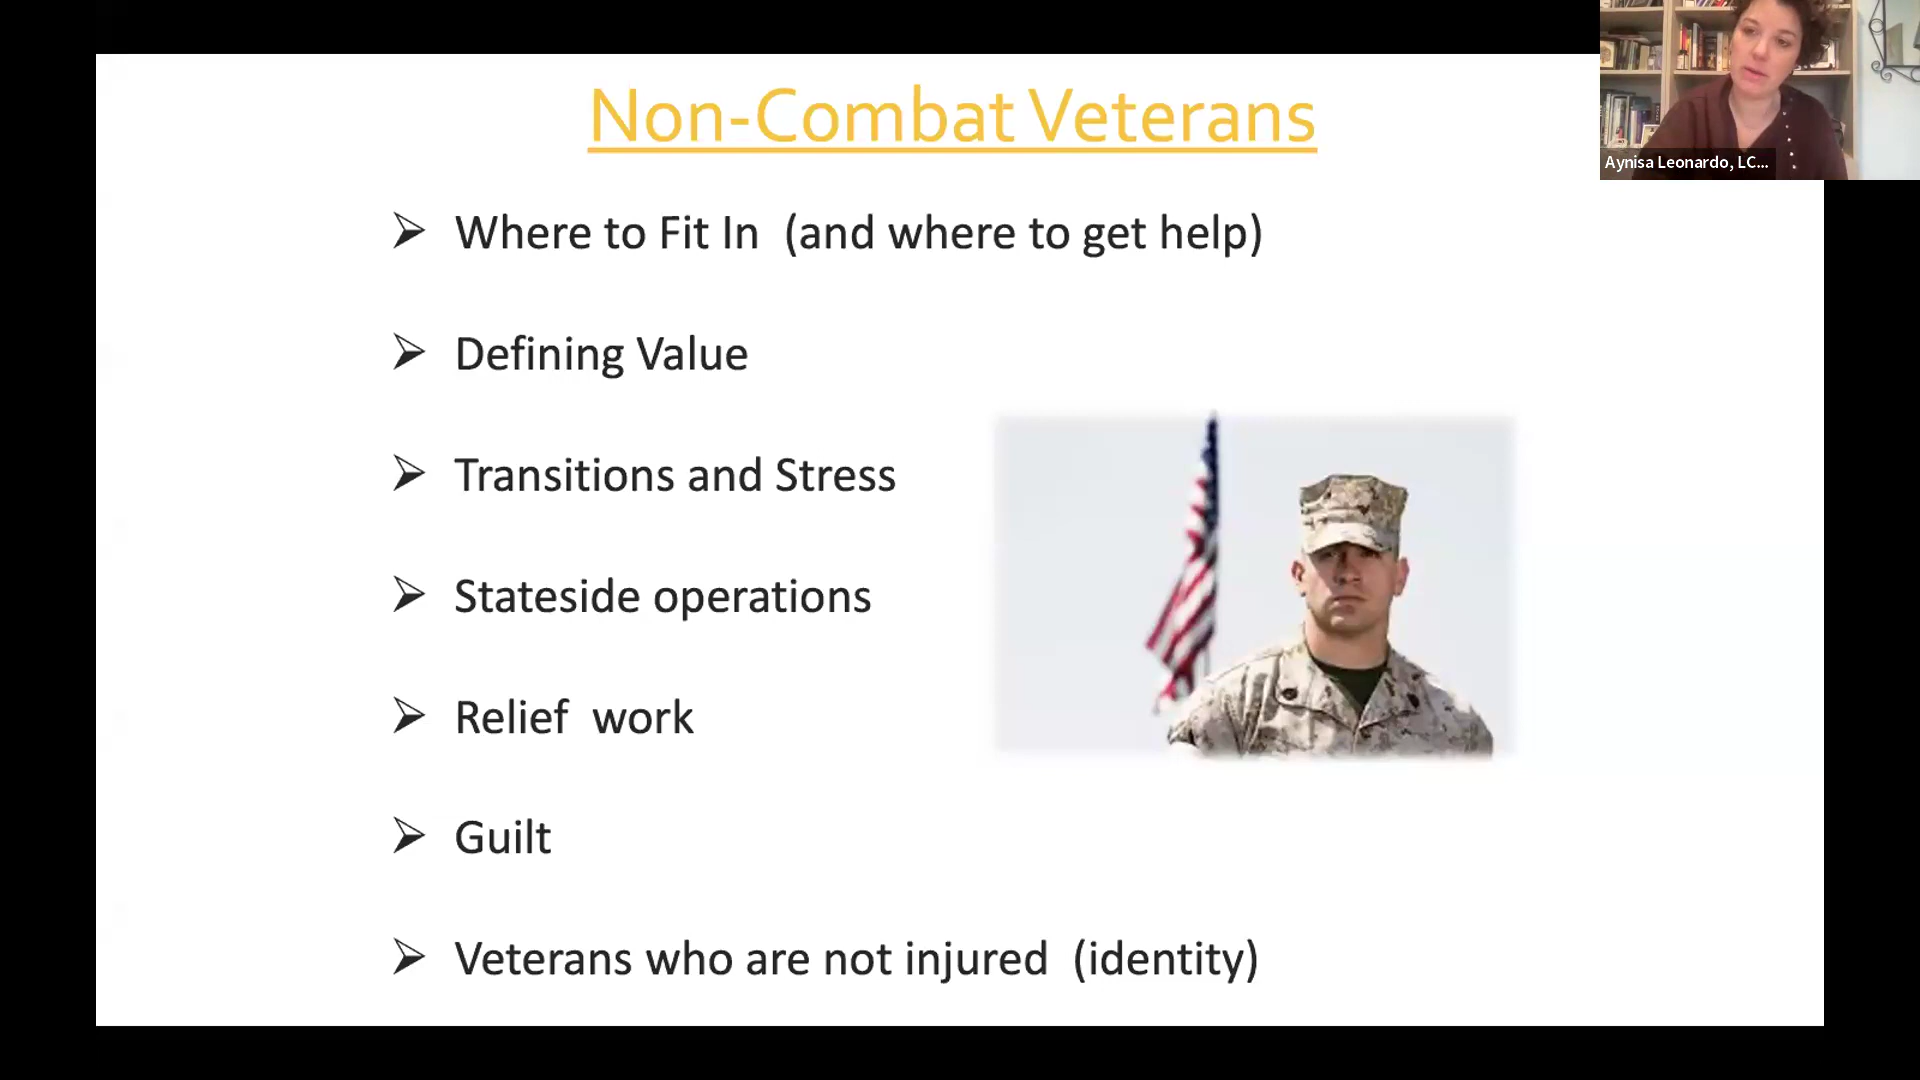 Non-Combat Veterans
Aynisa Leonardo, LC...
➢ Where to Fit In (and where to get help)
➢ Defining Value
➢ Transitions and Stress
➢ Stateside operations
➢ Relief work
➢ Guilt
➢ Veterans who are not injured (identity)